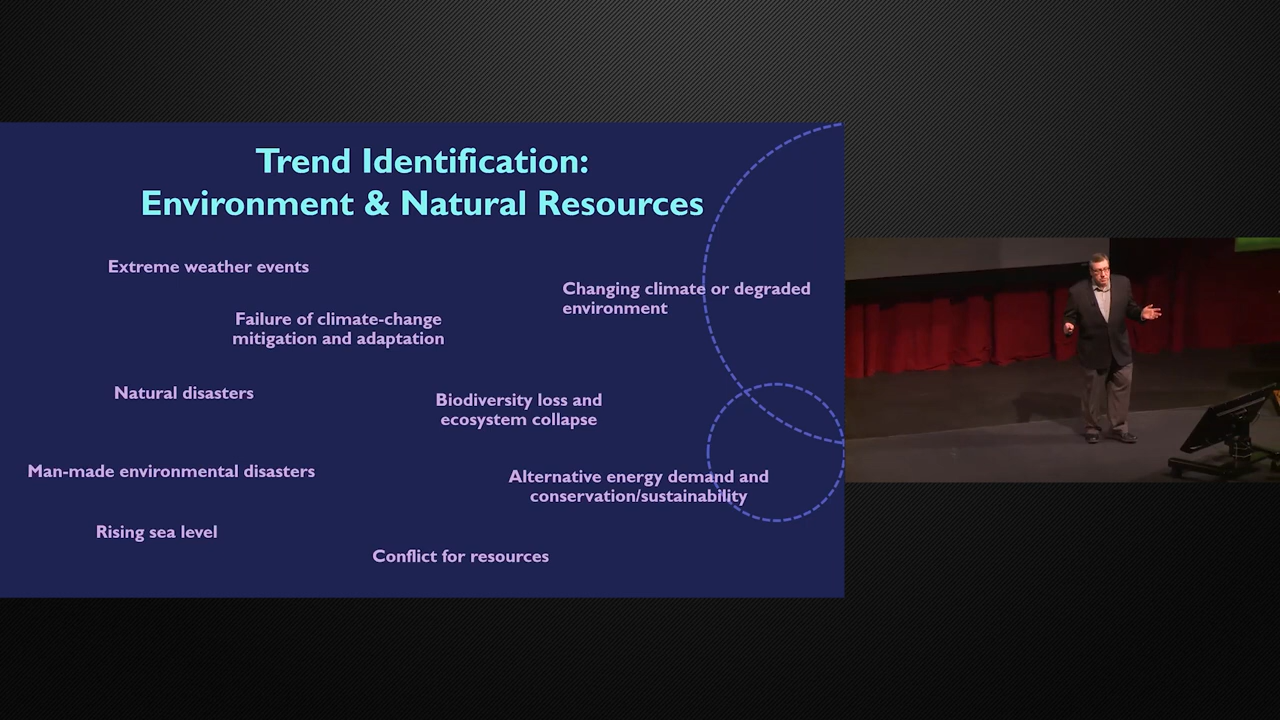 Trend Identification:
Environment & Natural Resources
Extreme weather events
Changing climate or degraded
environment
Failure of climate-change
mitigation and adaptation
Natural disasters
Biodiversity loss and
ecosystem collapse
Man-made environmental disasters
Alternative energy demand and
conservation/sustainability
Rising sea level
Conflict for resources